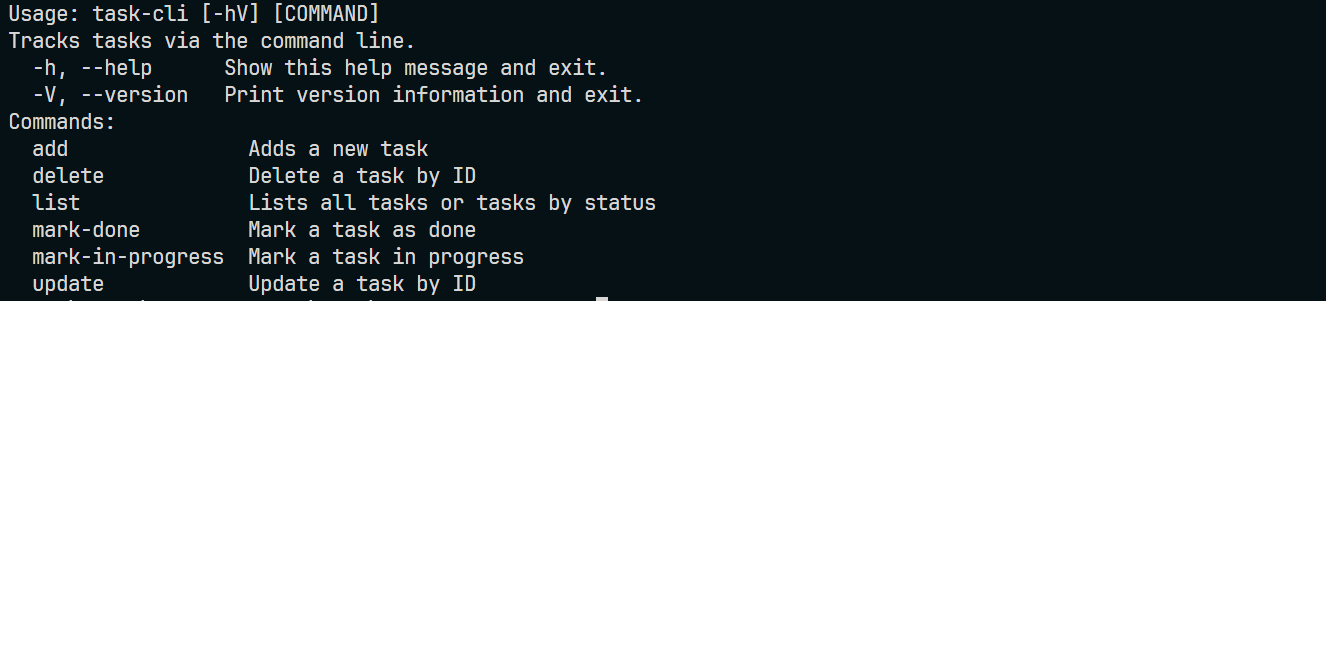 Usage: task-cli [-hV] [COMMAND]
Tracks tasks via the command line.
  -h, --help      Show this help message and exit.
  -V, --version   Print version information and exit.
Commands:
  add               Adds a new task
  delete            Delete a task by ID
  list              Lists all tasks or tasks by status
  mark-done         Mark a task as done
  mark-in-progress  Mark a task in progress
  update            Update a task by ID